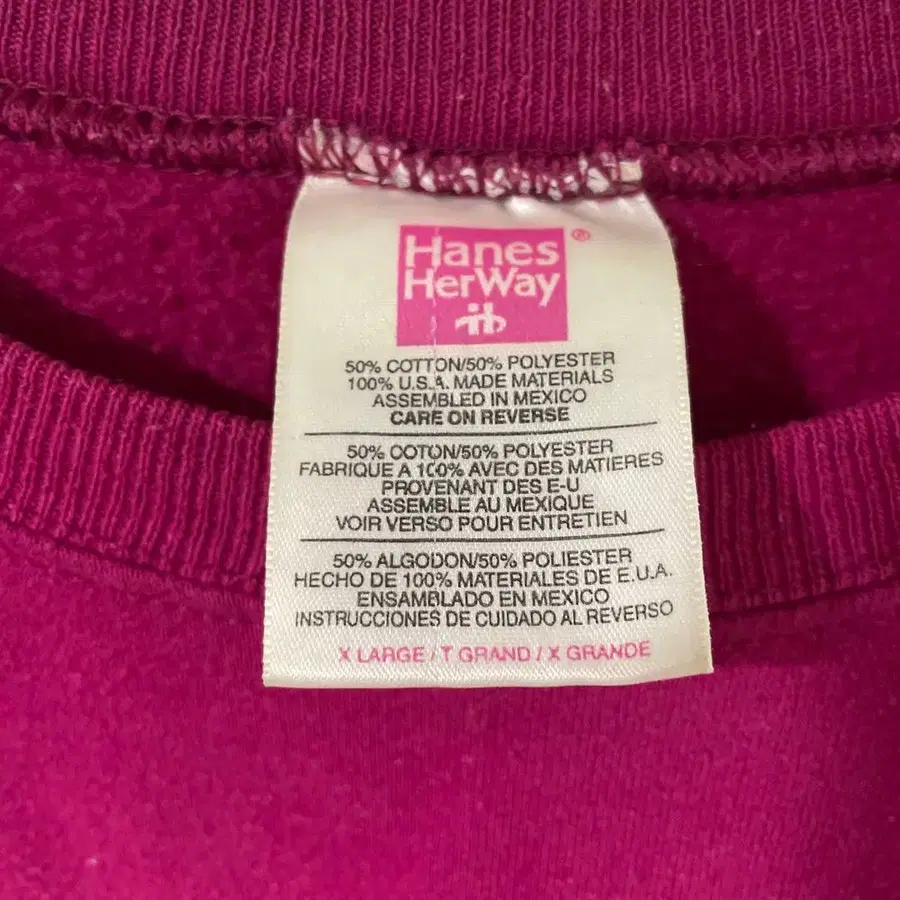 Hanes ®
HerWay
50% COTTON/50% POLYESTER
100% U.S.A. MADE MATERIALS
ASSEMBLED IN MEXICO
CARE ON REVERSE
50% COTON/50% POLYESTER
FABRIQUE A 100% AVEC DES MATIERES
PROVENANT DES E-U
ASSEMBLE AU MEXIQUE
VOIR VERSO POUR ENTRETIEN
50% ALGODON/50% POLIESTER
HECHO DE 100% MATERIALES DE E.U.A.
ENSAMBLADO EN MEXICO
INSTRUCCIONES DE CUIDADO AL REVERSO
X LARGE / T GRAND / X GRANDE